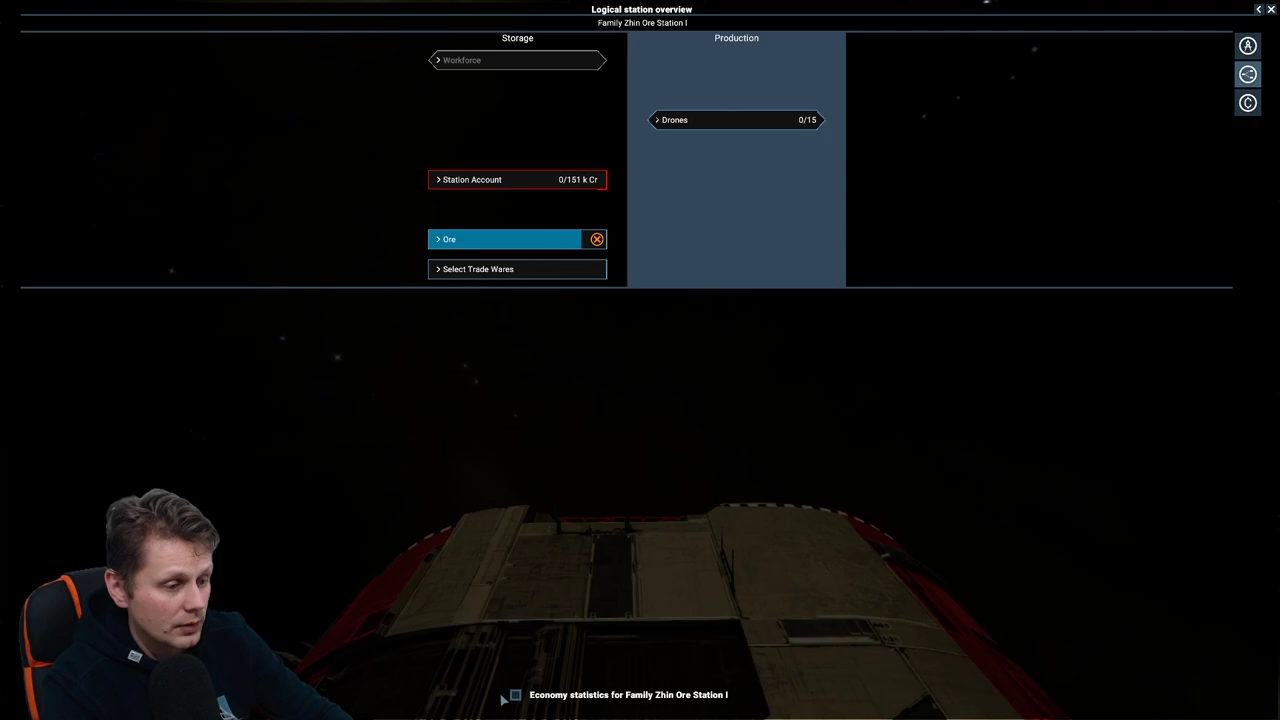 Logical station overview
Family Zhin Ore Station I
Storage
Production
Workforce
Drones 0/15
Station Account 0/151 k Cr
Ore
Select Trade Wares
Economy statistics for Family Zhin Ore Station I